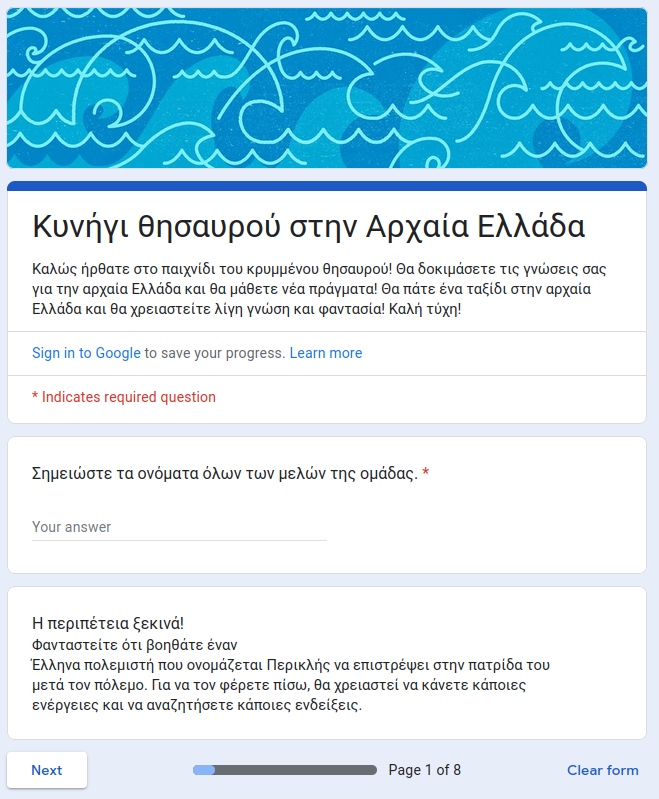 Κυνήγι θησαυρού στην Αρχαία Ελλάδα
Καλώς ήρθατε στο παιχνίδι του κρυμμένου θησαυρού! Θα δοκιμάσετε τις γνώσεις σας
για την αρχαία Ελλάδα και θα μάθετε νέα πράγματα! Θα πάτε ένα ταξίδι στην αρχαία
Ελλάδα και θα χρειαστείτε λίγη γνώση και φαντασία! Καλή τύχη!
Sign in to Google to save your progress. Learn more
* Indicates required question
Σημειώστε τα ονόματα όλων των μελών της ομάδας. *
Your answer
Η περιπέτεια ξεκινά!
Φανταστείτε ότι βοηθάτε έναν
Έλληνα πολεμιστή που ονομάζεται Περικλής να επιστρέψει στην πατρίδα του
μετά τον πόλεμο. Για να τον φέρετε πίσω, θα χρειαστεί να κάνετε κάποιες
ενέργειες και να αναζητήσετε κάποιες ενδείξεις.
Next Page 1 of 8 Clear form